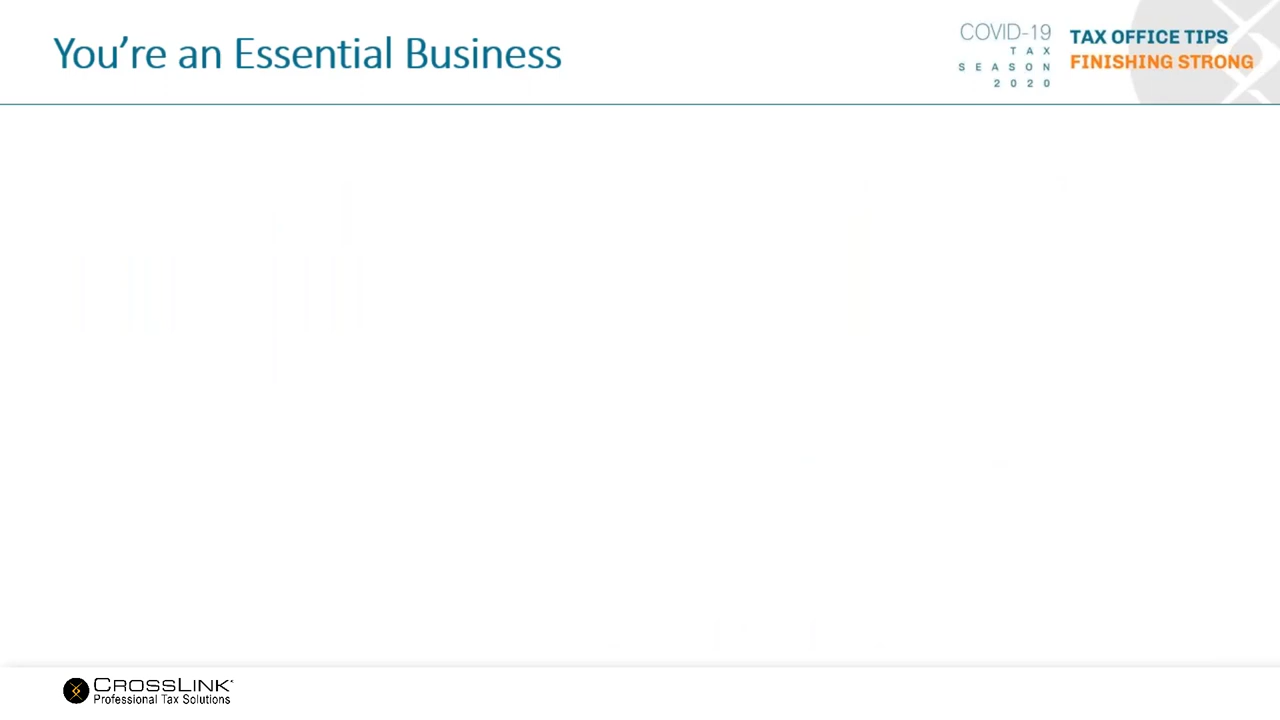 You’re an Essential Business
COVID-19
TAX
SEASON
2020
TAX OFFICE TIPS
FINISHING STRONG
CROSSLINK
Professional Tax Solutions